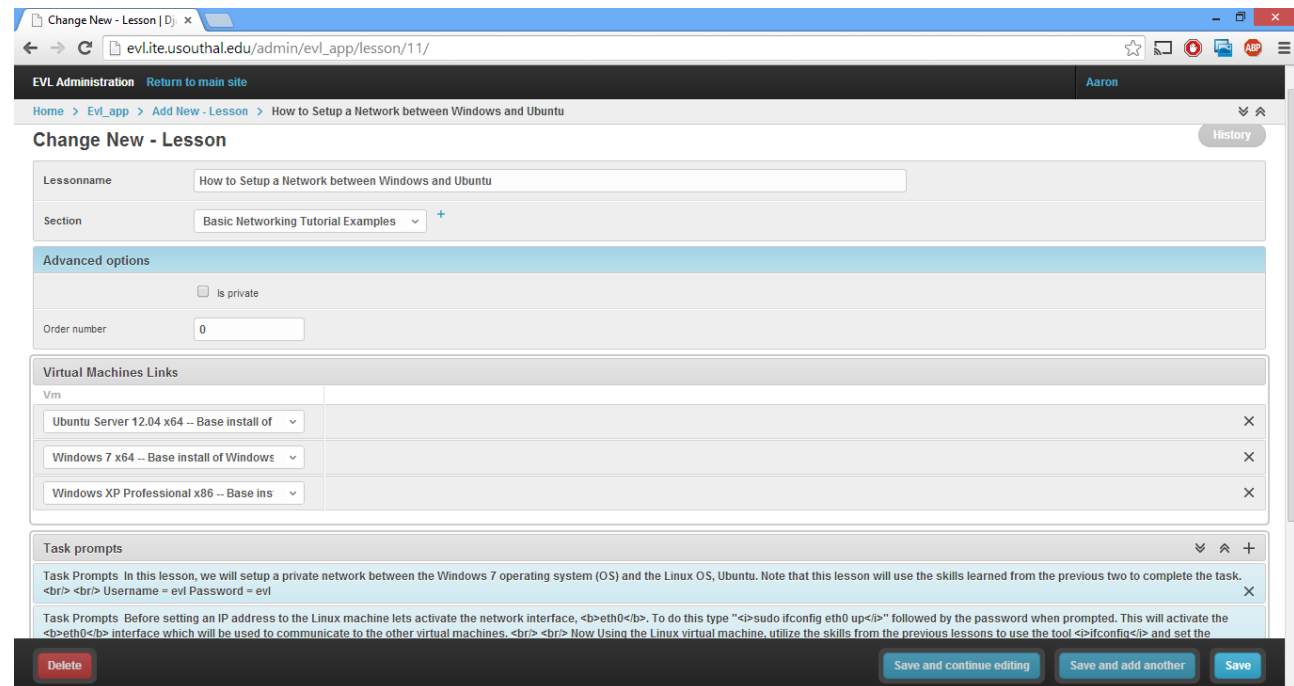 Change New - Lesson | Dj
evl.ite.usouthal.edu/admin/evl_app/lesson/11/
ABP
EVL Administration Return to main site Aaron
Home > Evl_app > Add New - Lesson > How to Setup a Network between Windows and Ubuntu
Change New - Lesson
History
Lessonname How to Setup a Network between Windows and Ubuntu
Section Basic Networking Tutorial Examples
Advanced options
Is private
Order number 0
Virtual Machines Links
Vm
Ubuntu Server 12.04 x64 -- Base install of
Windows 7 x64 -- Base install of Windows
Windows XP Professional x86 -- Base ins
Task prompts
Task Prompts In this lesson, we will setup a private network between the Windows 7 operating system (OS) and the Linux OS, Ubuntu. Note that this lesson will use the skills learned from the previous two to complete the task.
<br/> <br/> Username = evl Password = evl
Task Prompts Before setting an IP address to the Linux machine lets activate the network interface, <b>eth0</b>. To do this type "<i>sudo ifconfig eth0 up</i>" followed by the password when prompted. This will activate the
<b>eth0</b> interface which will be used to communicate to the other virtual machines. <br/> <br/> Now Using the Linux virtual machine, utilize the skills from the previous lessons to use the tool <i>ifconfig</i> and set the
Delete Save and continue editing Save and add another Save